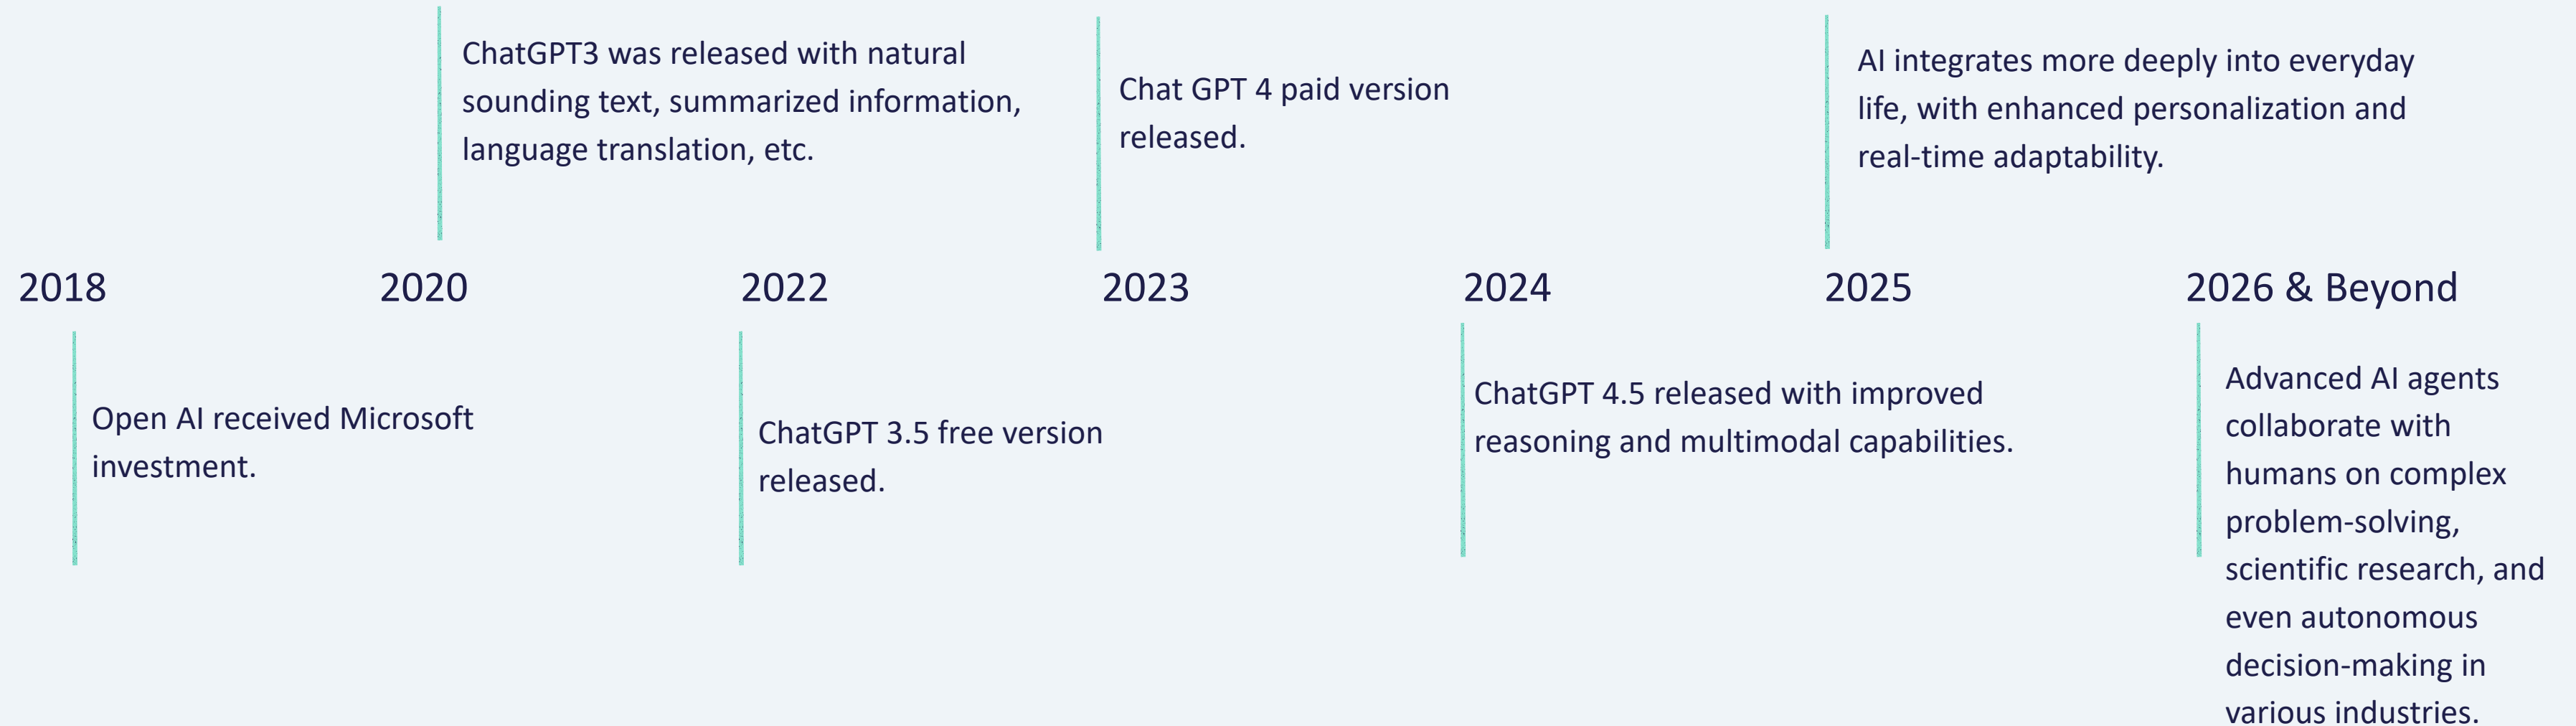 ChatGPT3 was released with natural
sounding text, summarized information,
language translation, etc.
Chat GPT 4 paid version
released.
AI integrates more deeply into everyday
life, with enhanced personalization and
real-time adaptability.
2018 2020 2022 2023 2024 2025 2026 & Beyond
Open AI received Microsoft
investment.
ChatGPT 3.5 free version
released.
ChatGPT 4.5 released with improved
reasoning and multimodal capabilities.
Advanced AI agents
collaborate with
humans on complex
problem-solving,
scientific research, and
even autonomous
decision-making in
various industries.